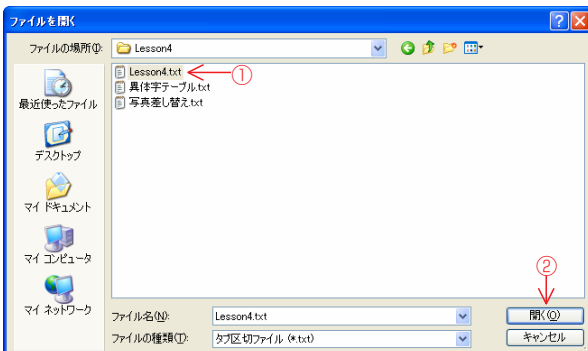 ファイルを開く
ファイルの場所(I):
Lesson4
Lesson4.txt
①
異体字テーブル.txt
写真差し替え.txt
最近使ったファイル
デスクトップ
マイ ドキュメント
マイ コンピュータ
マイ ネットワーク
②
ファイル名(N):
Lesson4.txt
開く(O)
ファイルの種類(T):
タブ区切ファイル (*.txt)
キャンセル